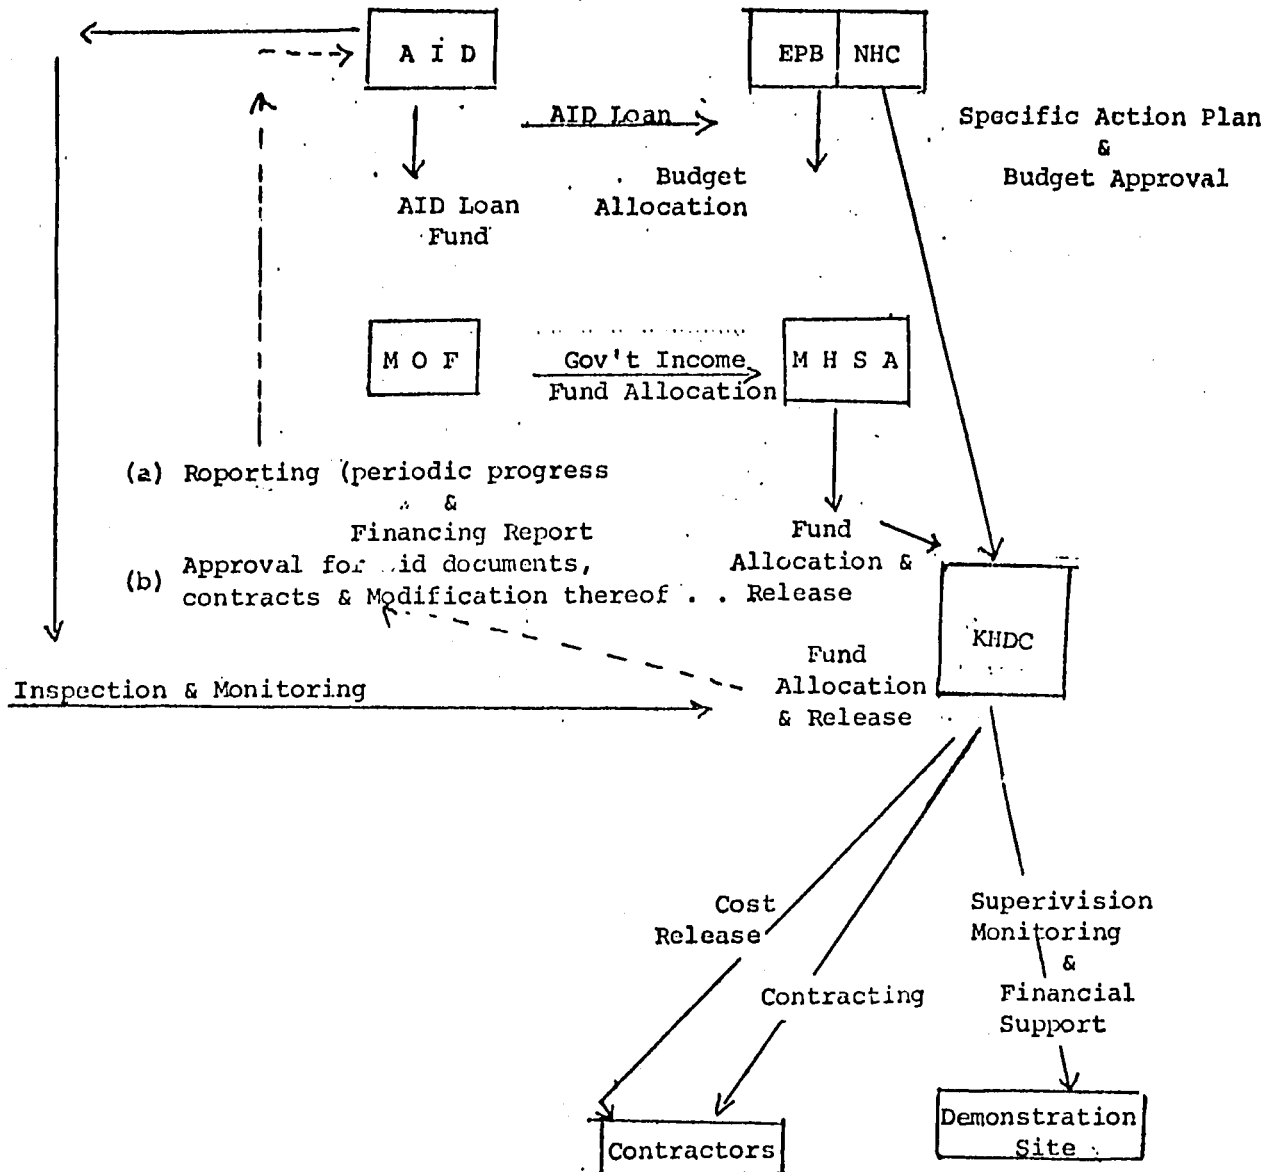 A I D
EPB NHC
AID Loan
Specific Action Plan
&
Budget Approval
Budget
Allocation
AID Loan
Fund
M O F
Gov't Income
Fund Allocation
M H S A
(a) Roporting (periodic progress
&
Financing Report
(b) Approval for id documents,
contracts & Modification thereof . .
Fund
Allocation &
Release
KHDC
Fund
Allocation
& Release
Inspection & Monitoring
Cost
Release
Contracting
Superivision
Monitoring
&
Financial
Support
Contractors
Demonstration
Site